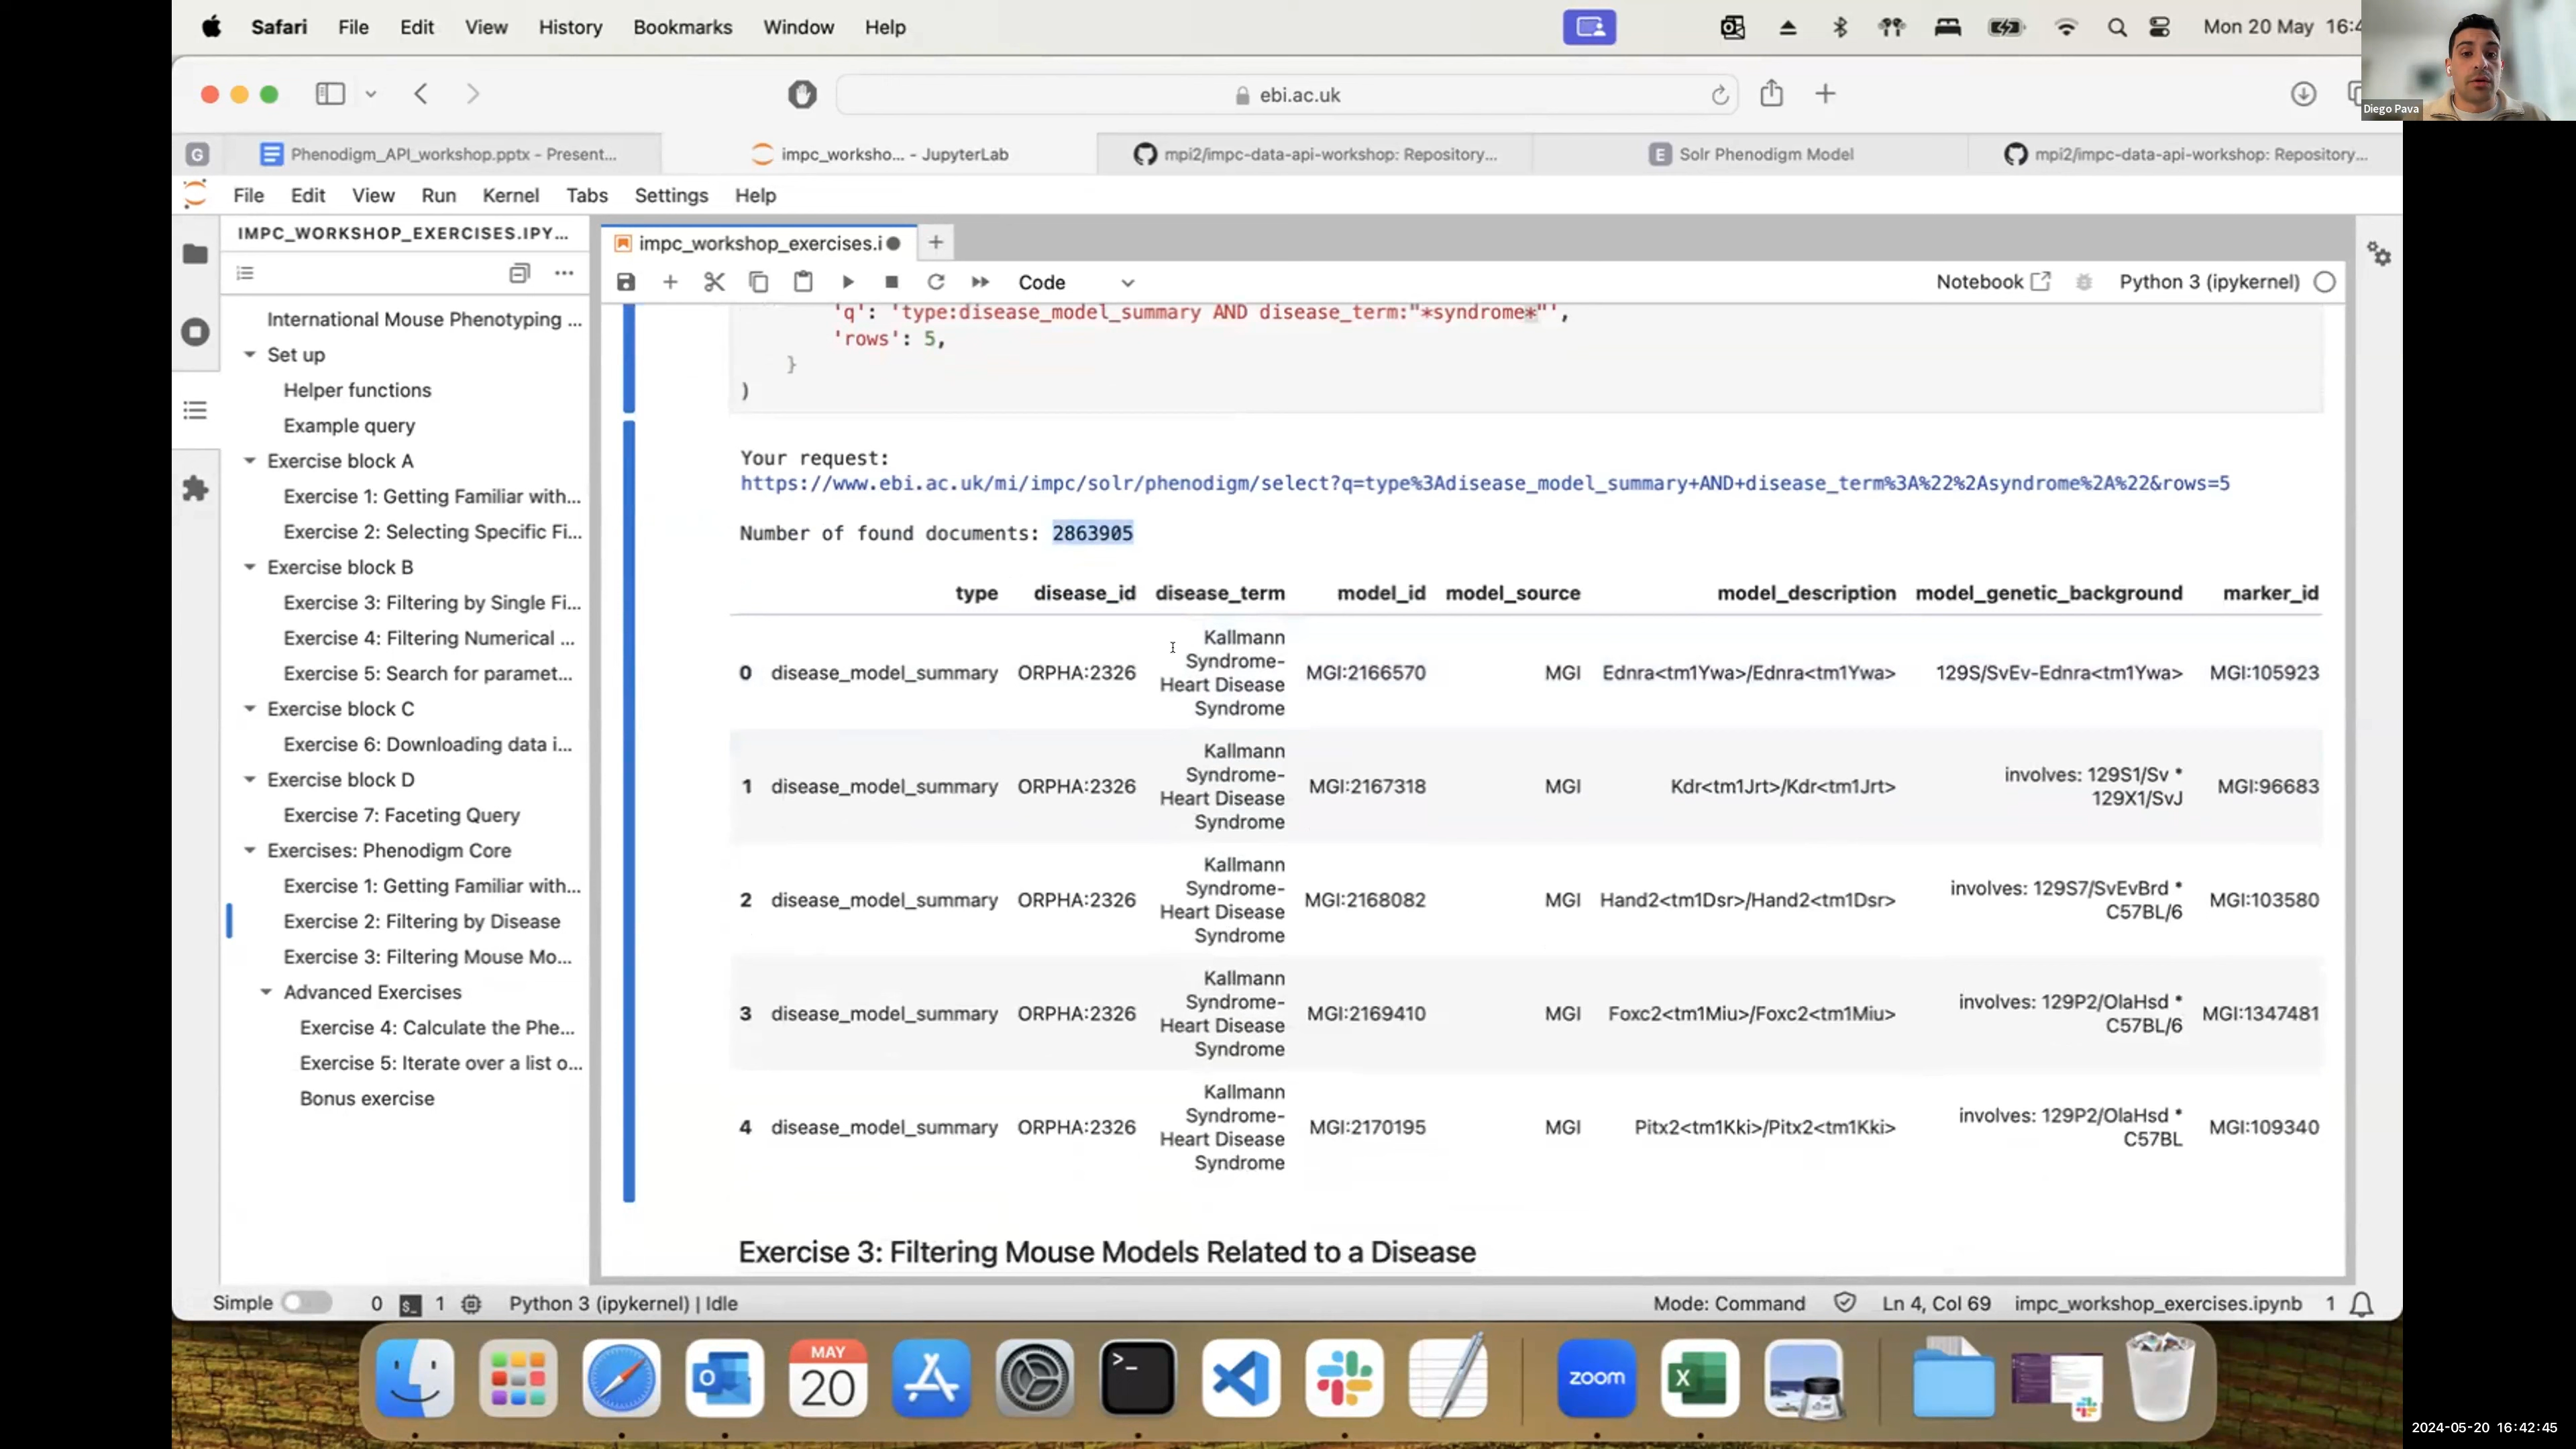 Safari File Edit View History Bookmarks Window Help
Mon 20 May 16:4
Diego Pava
ebi.ac.uk
G
Phenodigm_API_workshop.pptx - Present...
impc_worksho... - JupyterLab
mpi2/impc-data-api-workshop: Repository...
E Solr Phenodigm Model
mpi2/impc-data-api-workshop: Repository...
File Edit View Run Kernel Tabs Settings Help
IMPC_WORKSHOP_EXERCISES.IPY...
International Mouse Phenotyping ...
Set up
Helper functions
Example query
Exercise block A
Exercise 1: Getting Familiar with...
Exercise 2: Selecting Specific Fi...
Exercise block B
Exercise 3: Filtering by Single Fi...
Exercise 4: Filtering Numerical ...
Exercise 5: Search for paramet...
Exercise block C
Exercise 6: Downloading data i...
Exercise block D
Exercise 7: Faceting Query
Exercises: Phenodigm Core
Exercise 1: Getting Familiar with...
Exercise 2: Filtering by Disease
Exercise 3: Filtering Mouse Mo...
Advanced Exercises
Exercise 4: Calculate the Phe...
Exercise 5: Iterate over a list o...
Bonus exercise
impc_workshop_exercises.i
Code
Notebook
Python 3 (ipykernel)
'q': 'type:disease_model_summary AND disease_term:"*syndrome*"',
'rows': 5,
}
)
Your request:
https://www.ebi.ac.uk/mi/impc/solr/phenodigm/select?q=type%3Adisease_model_summary+AND+disease_term%3A%22%2Asyndrome%2A%22&rows=5
Number of found documents: 2863905
type disease_id disease_term model_id model_source model_description model_genetic_background marker_id
Kallmann
Syndrome-
Heart Disease
Syndrome
0 disease_model_summary ORPHA:2326 MGI:2166570 MGI Ednra<tm1Ywa>/Ednra<tm1Ywa> 129S/SvEv-Ednra<tm1Ywa> MGI:105923
Kallmann
Syndrome-
Heart Disease
Syndrome
1 disease_model_summary ORPHA:2326 MGI:2167318 MGI Kdr<tm1Jrt>/Kdr<tm1Jrt> involves: 129S1/Sv *
129X1/SvJ
MGI:96683
Kallmann
Syndrome-
Heart Disease
Syndrome
2 disease_model_summary ORPHA:2326 MGI:2168082 MGI Hand2<tm1Dsr>/Hand2<tm1Dsr> involves: 129S7/SvEvBrd *
C57BL/6
MGI:103580
Kallmann
Syndrome-
Heart Disease
Syndrome
3 disease_model_summary ORPHA:2326 MGI:2169410 MGI Foxc2<tm1Miu>/Foxc2<tm1Miu> involves: 129P2/OlaHsd *
C57BL/6
MGI:1347481
Kallmann
Syndrome-
Heart Disease
Syndrome
4 disease_model_summary ORPHA:2326 MGI:2170195 MGI Pitx2<tm1Kki>/Pitx2<tm1Kki> involves: 129P2/OlaHsd *
C57BL
MGI:109340
Exercise 3: Filtering Mouse Models Related to a Disease
Simple 0 $_ 1 Python 3 (ipykernel) | Idle
Mode: Command Ln 4, Col 69 impc_workshop_exercises.ipynb 1
MAY
20
zoom
2024-05-20 16:42:45